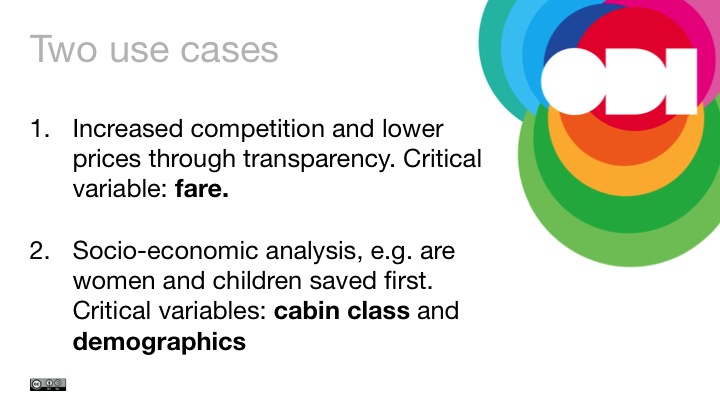 Two use cases
ODI
1. Increased competition and lower
prices through transparency. Critical
variable: fare.
2. Socio-economic analysis, e.g. are
women and children saved first.
Critical variables: cabin class and
demographics